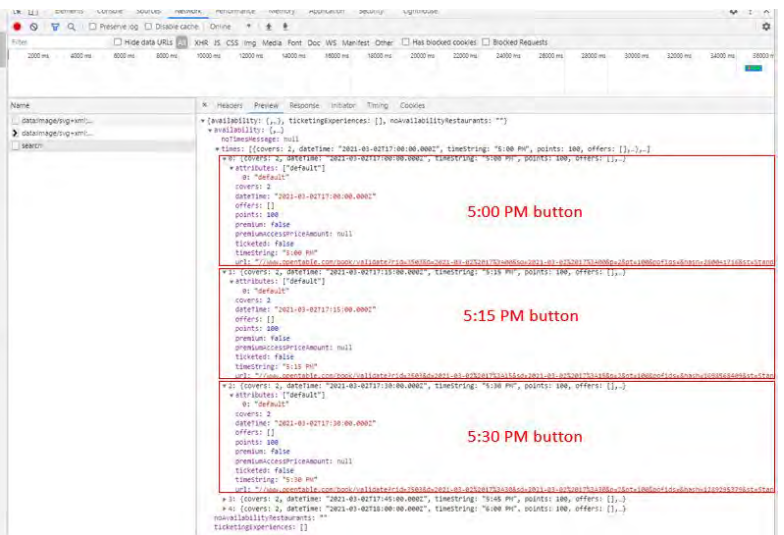 Elements Console Sources Network Performance Memory Application Security Lighthouse
Preserve log Disable cache Online
Filter Hide data URLs All XHR JS CSS Img Media Font Doc WS Manifest Other Has blocked cookies Blocked Requests
2000 ms 4000 ms 6000 ms 8000 ms 10000 ms 12000 ms 14000 ms 16000 ms 18000 ms 20000 ms 22000 ms 24000 ms 26000 ms 28000 ms 30000 ms 32000 ms 34000 ms 36000 m
Name × Headers Preview Response Initiator Timing Cookies
data:image/svg+xml;...
data:image/svg+xml;...
search
{availability: {,…}, ticketingExperiences: [], noAvailabilityRestaurants: ""}
availability: {,…}
noTimesMessage: null
times: [{covers: 2, dateTime: "2021-03-02T17:00:00.000Z", timeString: "5:00 PM", points: 100, offers: [],…},…]
0: {covers: 2, dateTime: "2021-03-02T17:00:00.000Z", timeString: "5:00 PM", points: 100, offers: [],…}
attributes: ["default"]
0: "default"
covers: 2
dateTime: "2021-03-02T17:00:00.000Z"
offers: []
points: 100
premium: false
premiumAccessPriceAmount: null
ticketed: false
timeString: "5:00 PM"
5:00 PM button
1: {covers: 2, dateTime: "2021-03-02T17:15:00.000Z", timeString: "5:15 PM", points: 100, offers: [],…}
attributes: ["default"]
0: "default"
covers: 2
dateTime: "2021-03-02T17:15:00.000Z"
offers: []
points: 100
premium: false
premiumAccessPriceAmount: null
ticketed: false
timeString: "5:15 PM"
5:15 PM button
2: {covers: 2, dateTime: "2021-03-02T17:30:00.000Z", timeString: "5:30 PM", points: 100, offers: [],…}
attributes: ["default"]
0: "default"
covers: 2
dateTime: "2021-03-02T17:30:00.000Z"
offers: []
points: 100
premium: false
premiumAccessPriceAmount: null
ticketed: false
timeString: "5:30 PM"
5:30 PM button
3: {covers: 2, dateTime: "2021-03-02T17:45:00.000Z", timeString: "5:45 PM", points: 100, offers: [],…}
4: {covers: 2, dateTime: "2021-03-02T18:00:00.000Z", timeString: "6:00 PM", points: 100, offers: [],…}
noAvailabilityRestaurants: ""
ticketingExperiences: []